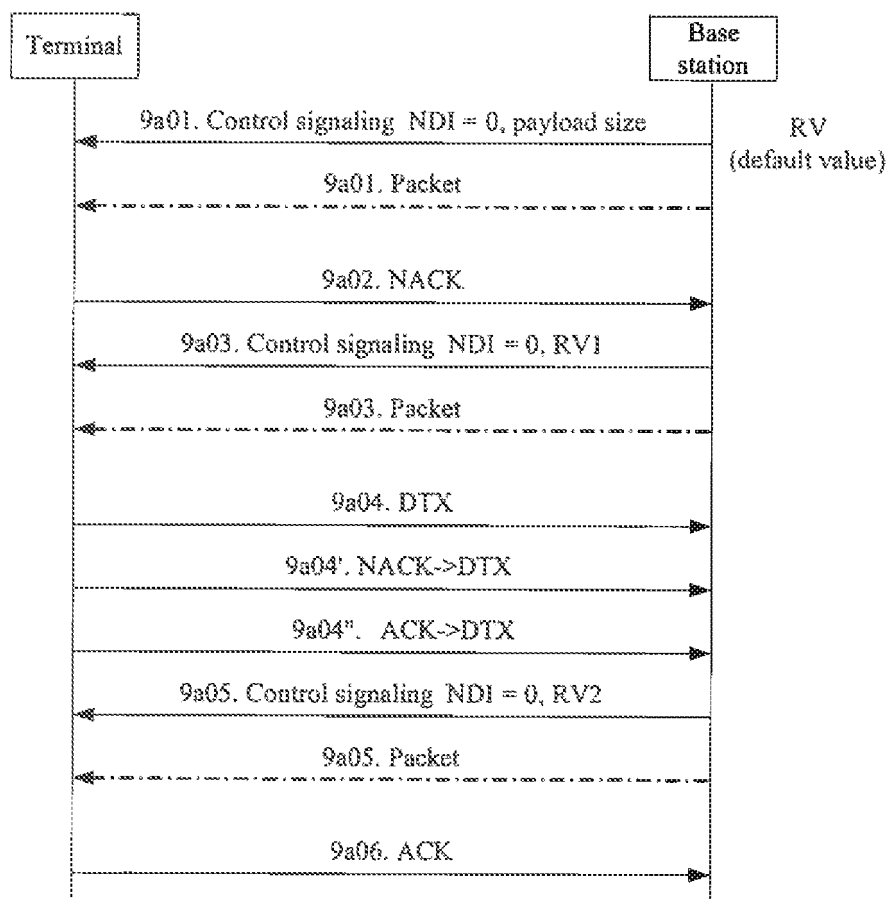 Terminal
Base
station
9a01. Control signaling NDI = 0, payload size
RV
(default value)
9a01. Packet
9a02. NACK
9a03. Control signaling NDI = 0, RV1
9a03. Packet
9a04. DTX
9a04'. NACK->DTX
9a04". ACK->DTX
9a05. Control signaling NDI = 0, RV2
9a05. Packet
9a06. ACK